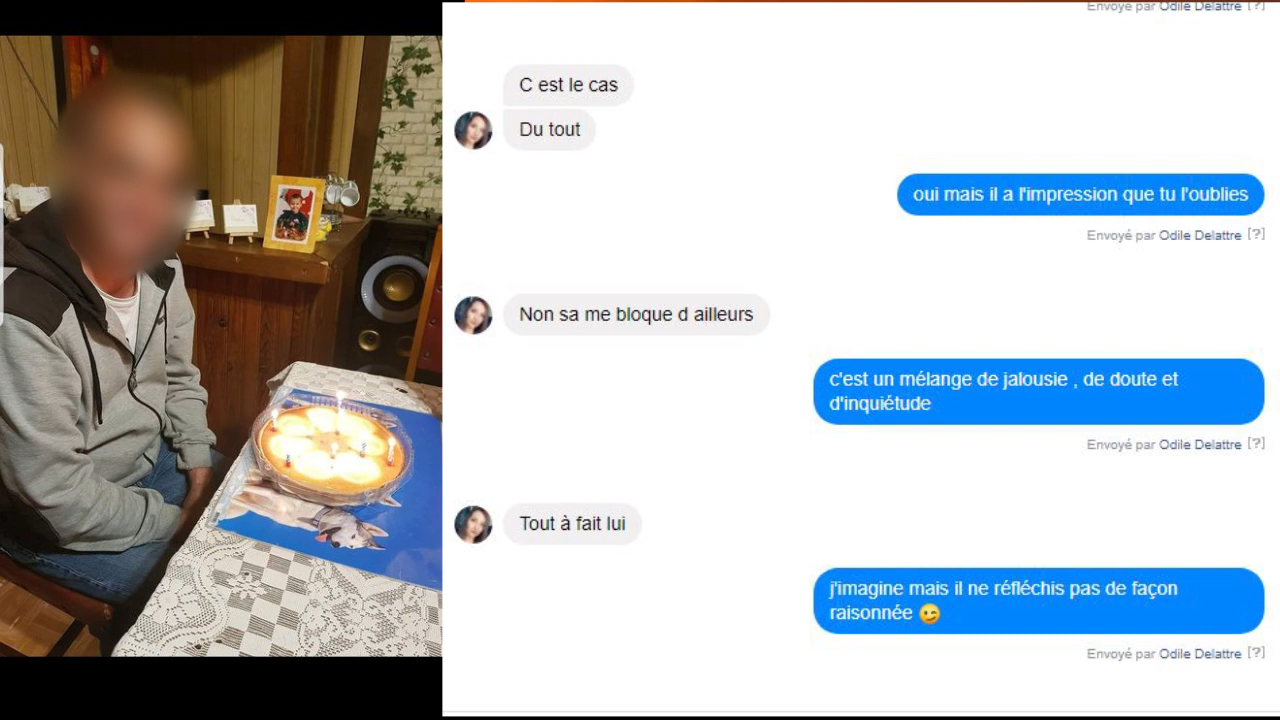 Envoyé par Odile Delattre [?]
C est le cas
Du tout
oui mais il a l'impression que tu l'oublies
Envoyé par Odile Delattre [?]
Non sa me bloque d ailleurs
c'est un mélange de jalousie , de doute et
d'inquiétude
Envoyé par Odile Delattre [?]
Tout à fait lui
j'imagine mais il ne réfléchis pas de façon
raisonnée 😉
Envoyé par Odile Delattre [?]